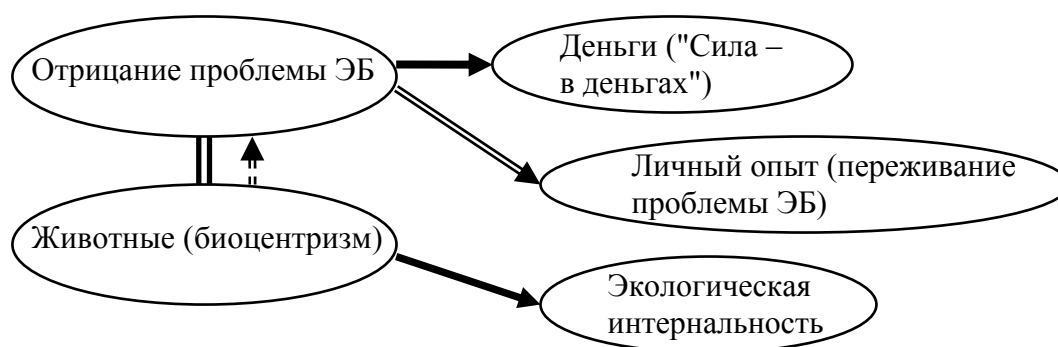 Отрицание проблемы ЭБ
Деньги ("Сила –
в деньгах")
Личный опыт (переживание
проблемы ЭБ)
Животные (биоцентризм)
Экологическая
интернальность